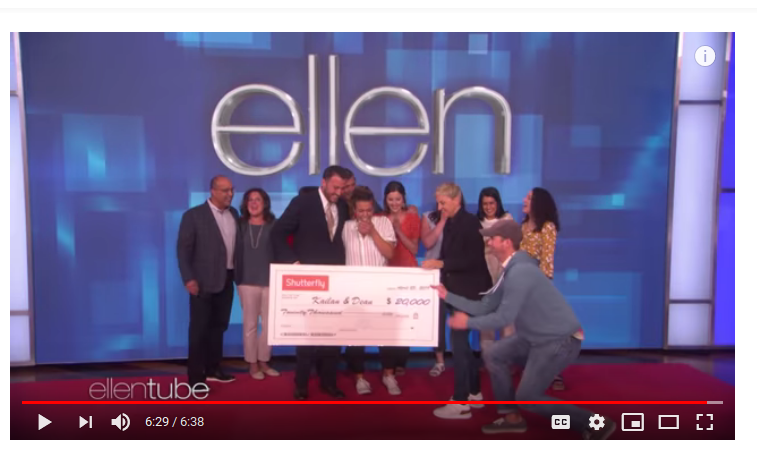 ellen
Shutterfly
Kailan & Dean $ 20,000
Twenty Thousand
ellentube
6:29 / 6:38
CC